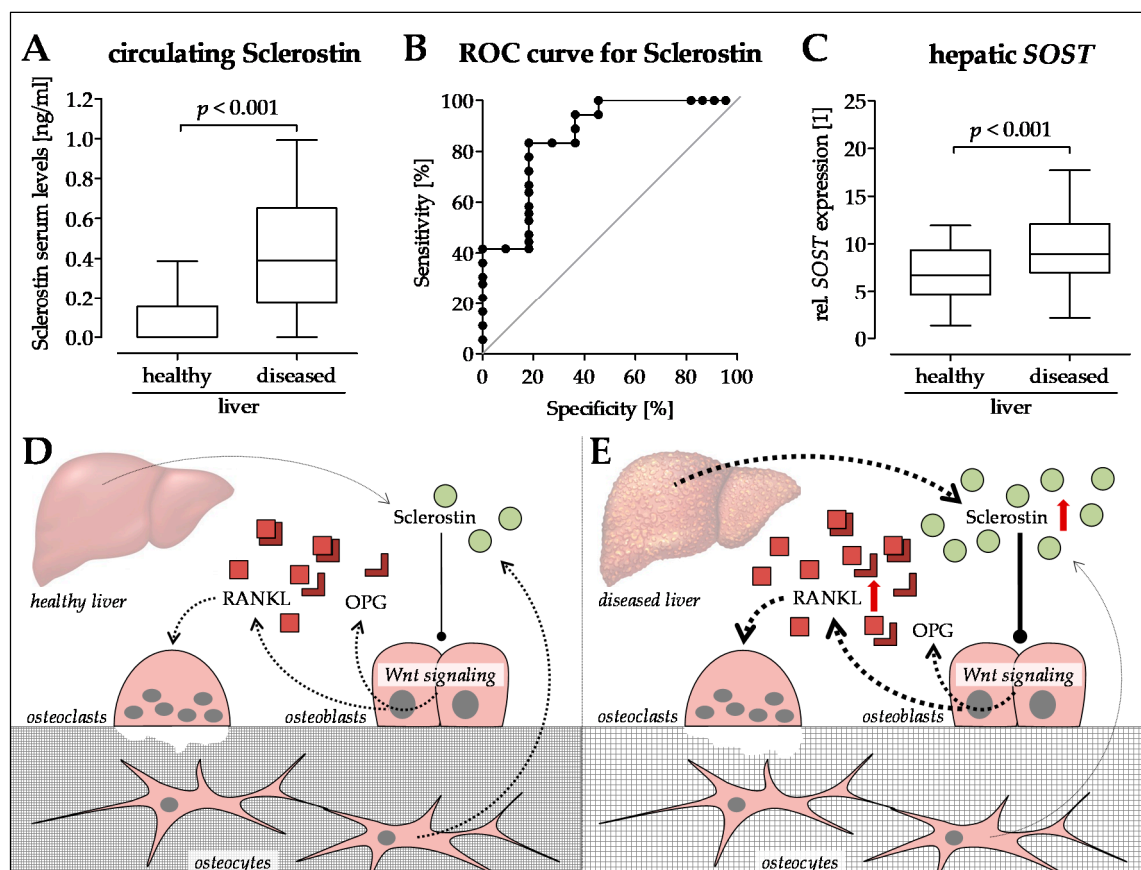 A
circulating Sclerostin
Sclerostin serum levels [ng/ml]
1.2
1.0
0.8
0.6
0.4
0.2
0.0
p < 0.001
healthy
diseased
liver
B
ROC curve for Sclerostin
Sensitivity [%]
100
80
60
40
20
0
0
20
40
60
80
100
Specificity [%]
C
hepatic SOST
rel. SOST expression [1]
25
20
15
10
5
0
p < 0.001
healthy
diseased
liver
D
Sclerostin
healthy liver
RANKL
OPG
Wnt signaling
osteoclasts
osteoblasts
osteocytes
E
Sclerostin
diseased liver
RANKL
OPG
Wnt signaling
osteoclasts
osteoblasts
osteocytes